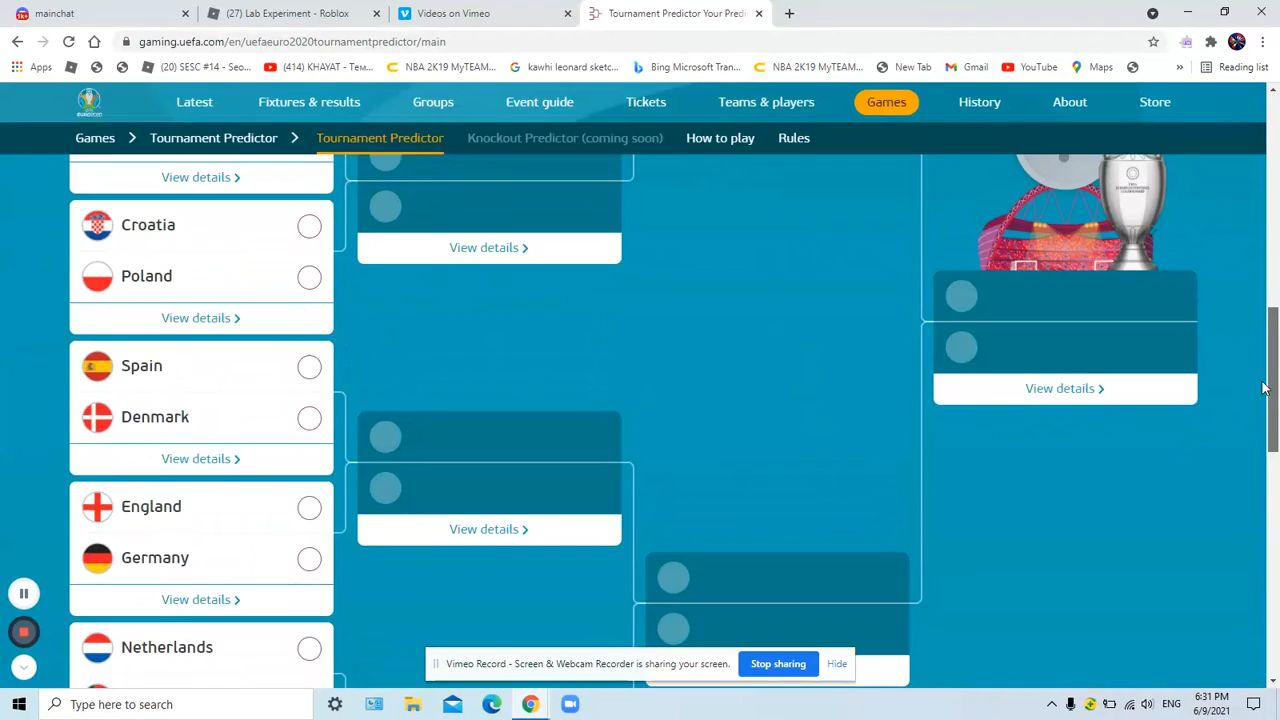 1k+ mainchat
(27) Lab Experiment - Roblox
Videos on Vimeo
Tournament Predictor Your Predi
gaming.uefa.com/en/uefaeuro2020tournamentpredictor/main
Apps
(20) SESC #14 - Seo...
(414) KHAYAT - Tем...
NBA 2K19 MyTEAM...
kawhi leonard sketc...
Bing Microsoft Tran...
NBA 2K19 MyTEAM...
New Tab
Gmail
YouTube
Maps
»
Reading list
Latest
Fixtures & results
Groups
Event guide
Tickets
Teams & players
Games
History
About
Store
Games
Tournament Predictor
Tournament Predictor
Knockout Predictor (coming soon)
How to play
Rules
View details
Croatia
Poland
View details
Spain
Denmark
View details
England
Germany
View details
Netherlands
View details
View details
View details
Vimeo Record - Screen & Webcam Recorder is sharing your screen.
Stop sharing
Hide
Type here to search
ENG
6:31 PM
6/9/2021